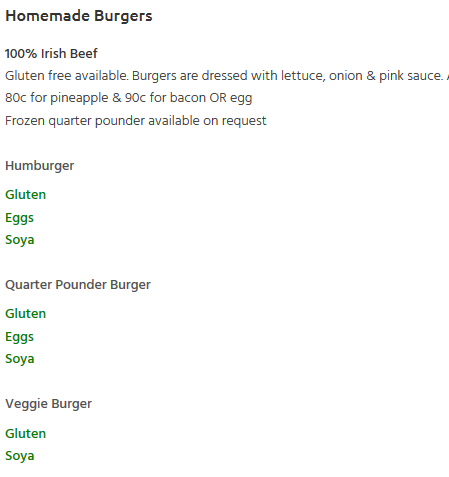 Homemade Burgers
100% Irish Beef
Gluten free available. Burgers are dressed with lettuce, onion & pink sauce.
80c for pineapple & 90c for bacon OR egg
Frozen quarter pounder available on request
Humburger
Gluten
Eggs
Soya
Quarter Pounder Burger
Gluten
Eggs
Soya
Veggie Burger
Gluten
Soya